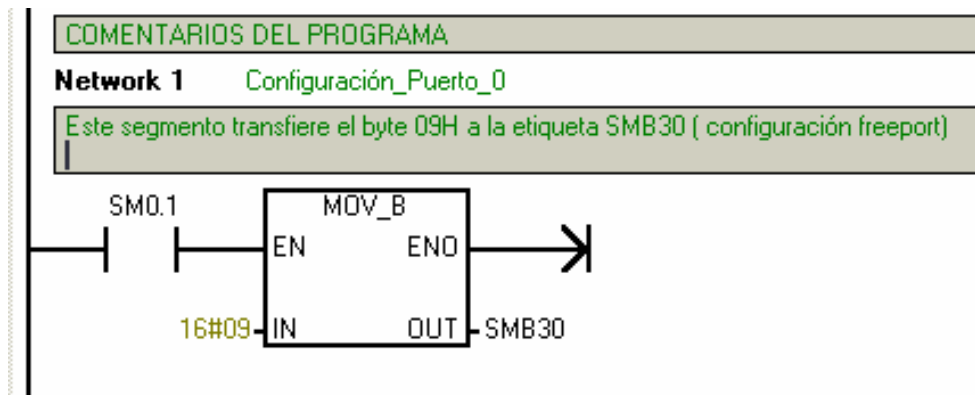 COMENTARIOS DEL PROGRAMA
Network 1 Configuración_Puerto_0
Este segmento transfiere el byte 09H a la etiqueta SMB30 ( configuración freeport)
SM0.1 MOV_B
EN ENO
16#09 IN OUT SMB30